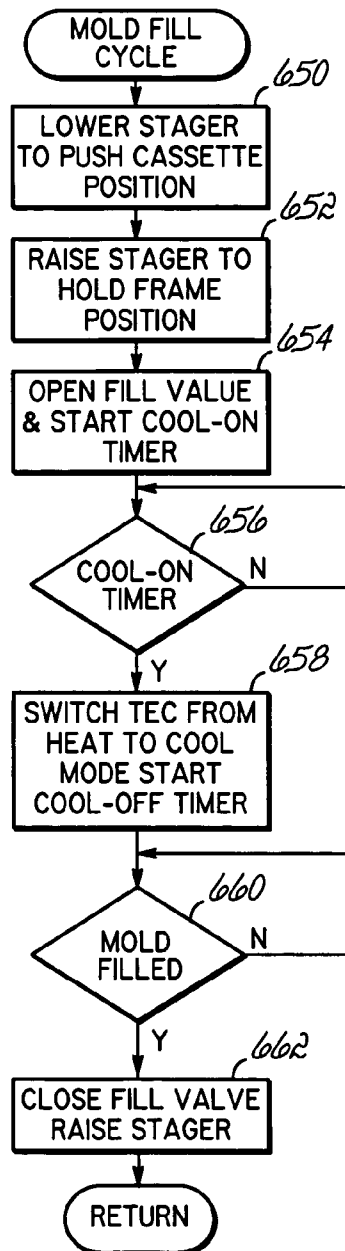 MOLD FILL
CYCLE
650
LOWER STAGER
TO PUSH CASSETTE
POSITION
652
RAISE STAGER TO
HOLD FRAME
POSITION
654
OPEN FILL VALUE
& START COOL-ON
TIMER
656
COOL-ON
TIMER
N
Y
658
SWITCH TEC FROM
HEAT TO COOL
MODE START
COOL-OFF TIMER
660
MOLD
FILLED
N
Y
662
CLOSE FILL VALVE
RAISE STAGER
RETURN